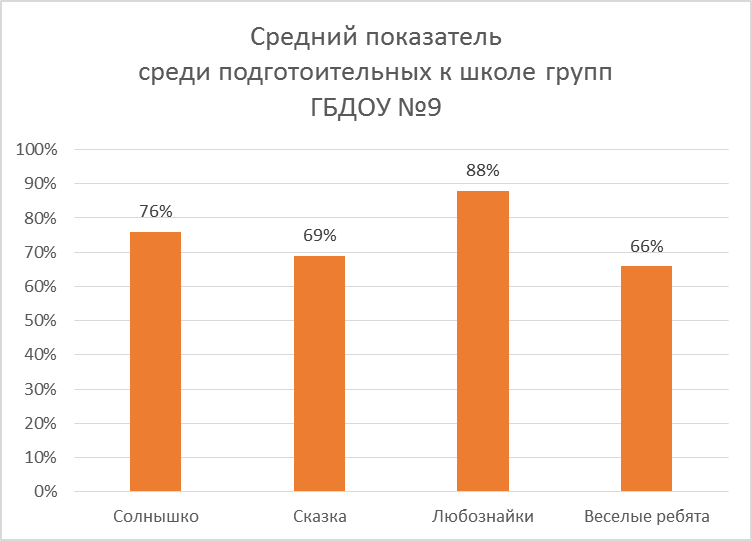 Средний показатель
среди подготоительных к школе групп
ГБДОУ №9
100%
90%
80%
70%
60%
50%
40%
30%
20%
10%
0%
76%
69%
88%
66%
Солнышко
Сказка
Любознайки
Веселые ребята